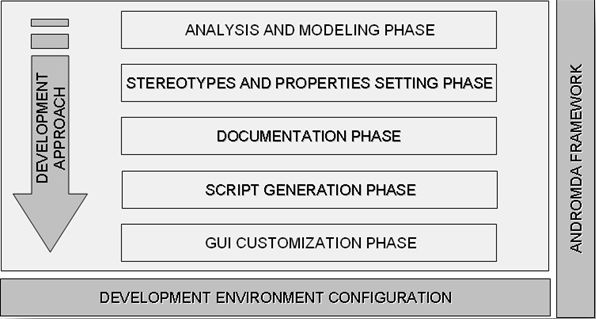 ANALYSIS AND MODELING PHASE
STEREOTYPES AND PROPERTIES SETTING PHASE
DOCUMENTATION PHASE
SCRIPT GENERATION PHASE
GUI CUSTOMIZATION PHASE
DEVELOPMENT
APPROACH
ANDROMDA FRAMEWORK
DEVELOPMENT ENVIRONMENT CONFIGURATION